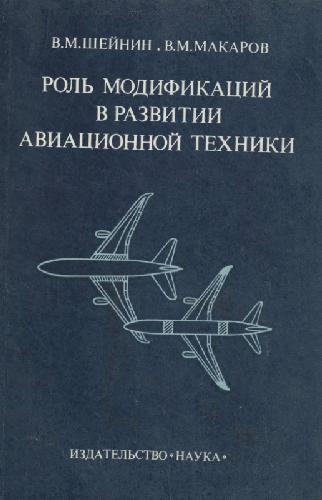 В.М.ШЕЙНИН, В.М.МАКАРОВ
РОЛЬ МОДИФИКАЦИЙ
В РАЗВИТИИ
АВИАЦИОННОЙ ТЕХНИКИ
ИЗДАТЕЛЬСТВО «НАУКА»